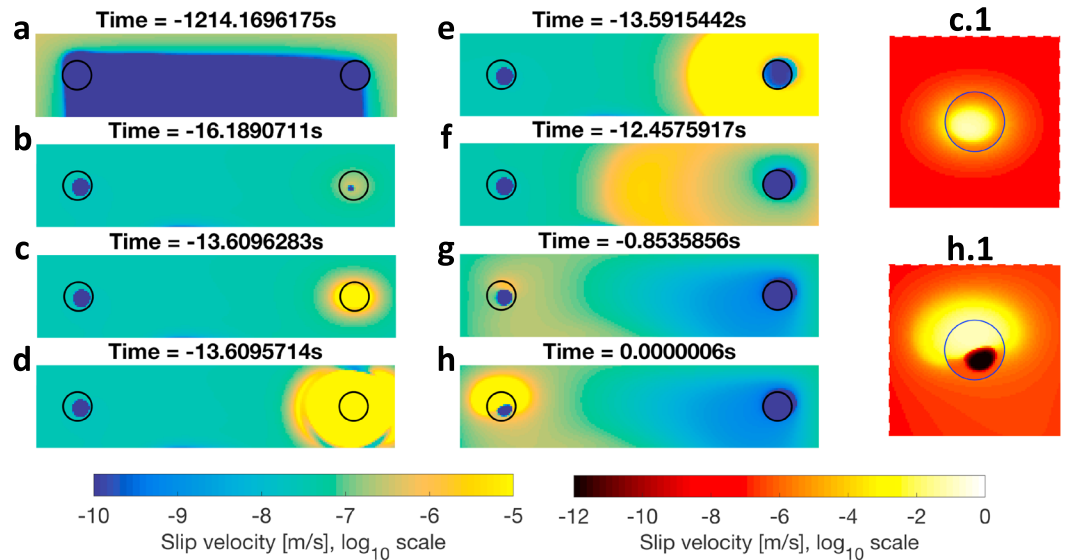 a
Time = -1214.1696175s
b
Time = -16.1890711s
c
Time = -13.6096283s
d
Time = -13.6095714s
e
Time = -13.5915442s
f
Time = -12.4575917s
g
Time = -0.8535856s
h
Time = 0.0000006s
c.1
h.1
-10 -9 -8 -7 -6 -5
Slip velocity [m/s], log10 scale
-12 -10 -8 -6 -4 -2 0
Slip velocity [m/s], log10 scale